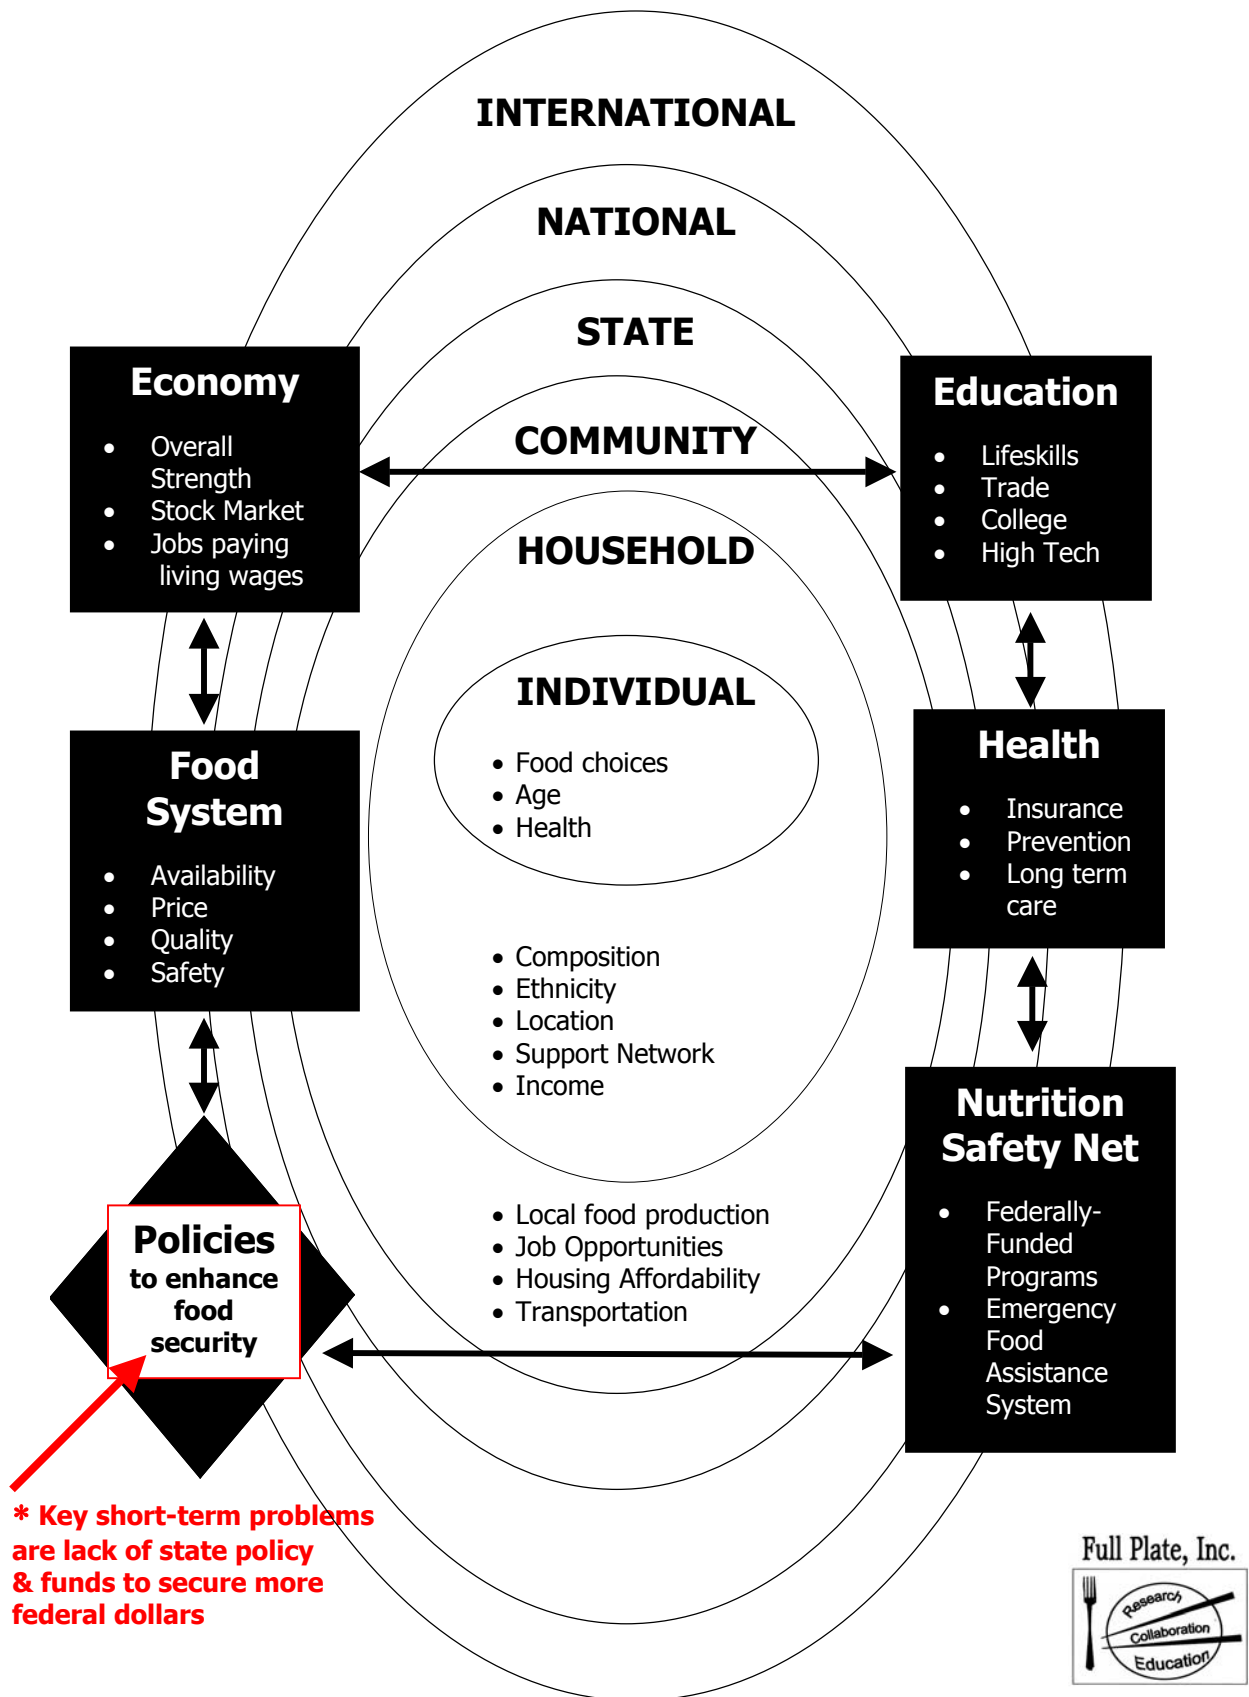 INTERNATIONAL
NATIONAL
STATE
COMMUNITY
HOUSEHOLD
INDIVIDUAL
• Food choices
• Age
• Health
• Composition
• Ethnicity
• Location
• Support Network
• Income
• Local food production
• Job Opportunities
• Housing Affordability
• Transportation
Economy
• Overall
Strength
• Stock Market
• Jobs paying
living wages
Food
System
• Availability
• Price
• Quality
• Safety
Policies
to enhance
food
security
* Key short-term problems
are lack of state policy
& funds to secure more
federal dollars
Education
• Lifeskills
• Trade
• College
• High Tech
Health
• Insurance
• Prevention
• Long term
care
Nutrition
Safety Net
• Federally-
Funded
Programs
• Emergency
Food
Assistance
System
Full Plate, Inc.
Research
Collaboration
Education